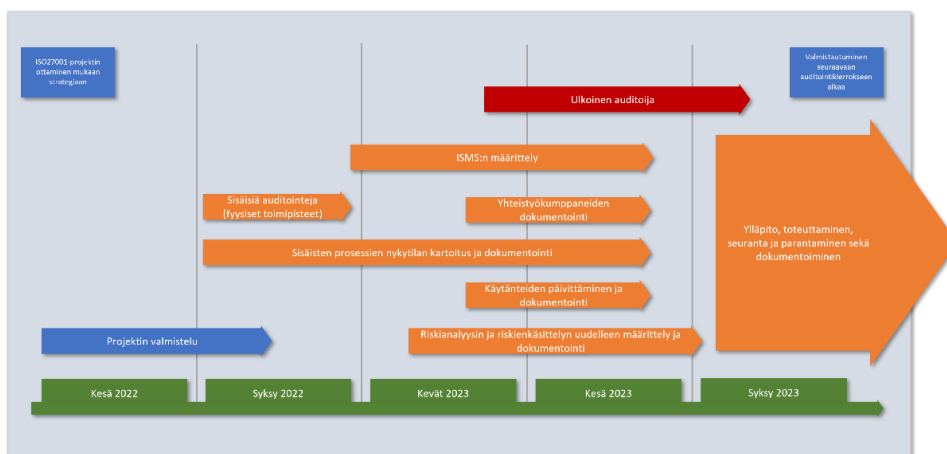 ISO27001-projektin
ottaminen mukaan
strategiaan
Valmistautuminen
seuraavaan
auditointikierrokseen
alkaa
Ulkoinen auditoija
ISMS:n määrittely
Sisäisiä auditointeja
(fyysiset toimipisteet)
Yhteistyökumppaneiden
dokumentointi
Sisäisten prosessien nykytilan kartoitus ja dokumentointi
Ylläpito, toteuttaminen,
seuranta ja parantaminen sekä
dokumentoiminen
Käytänteiden päivittäminen ja
dokumentointi
Projektin valmistelu
Riskianalyysin ja riskienkäsittelyn uudelleen määrittely ja
dokumentointi
Kesä 2022
Syksy 2022
Kevät 2023
Kesä 2023
Syksy 2023